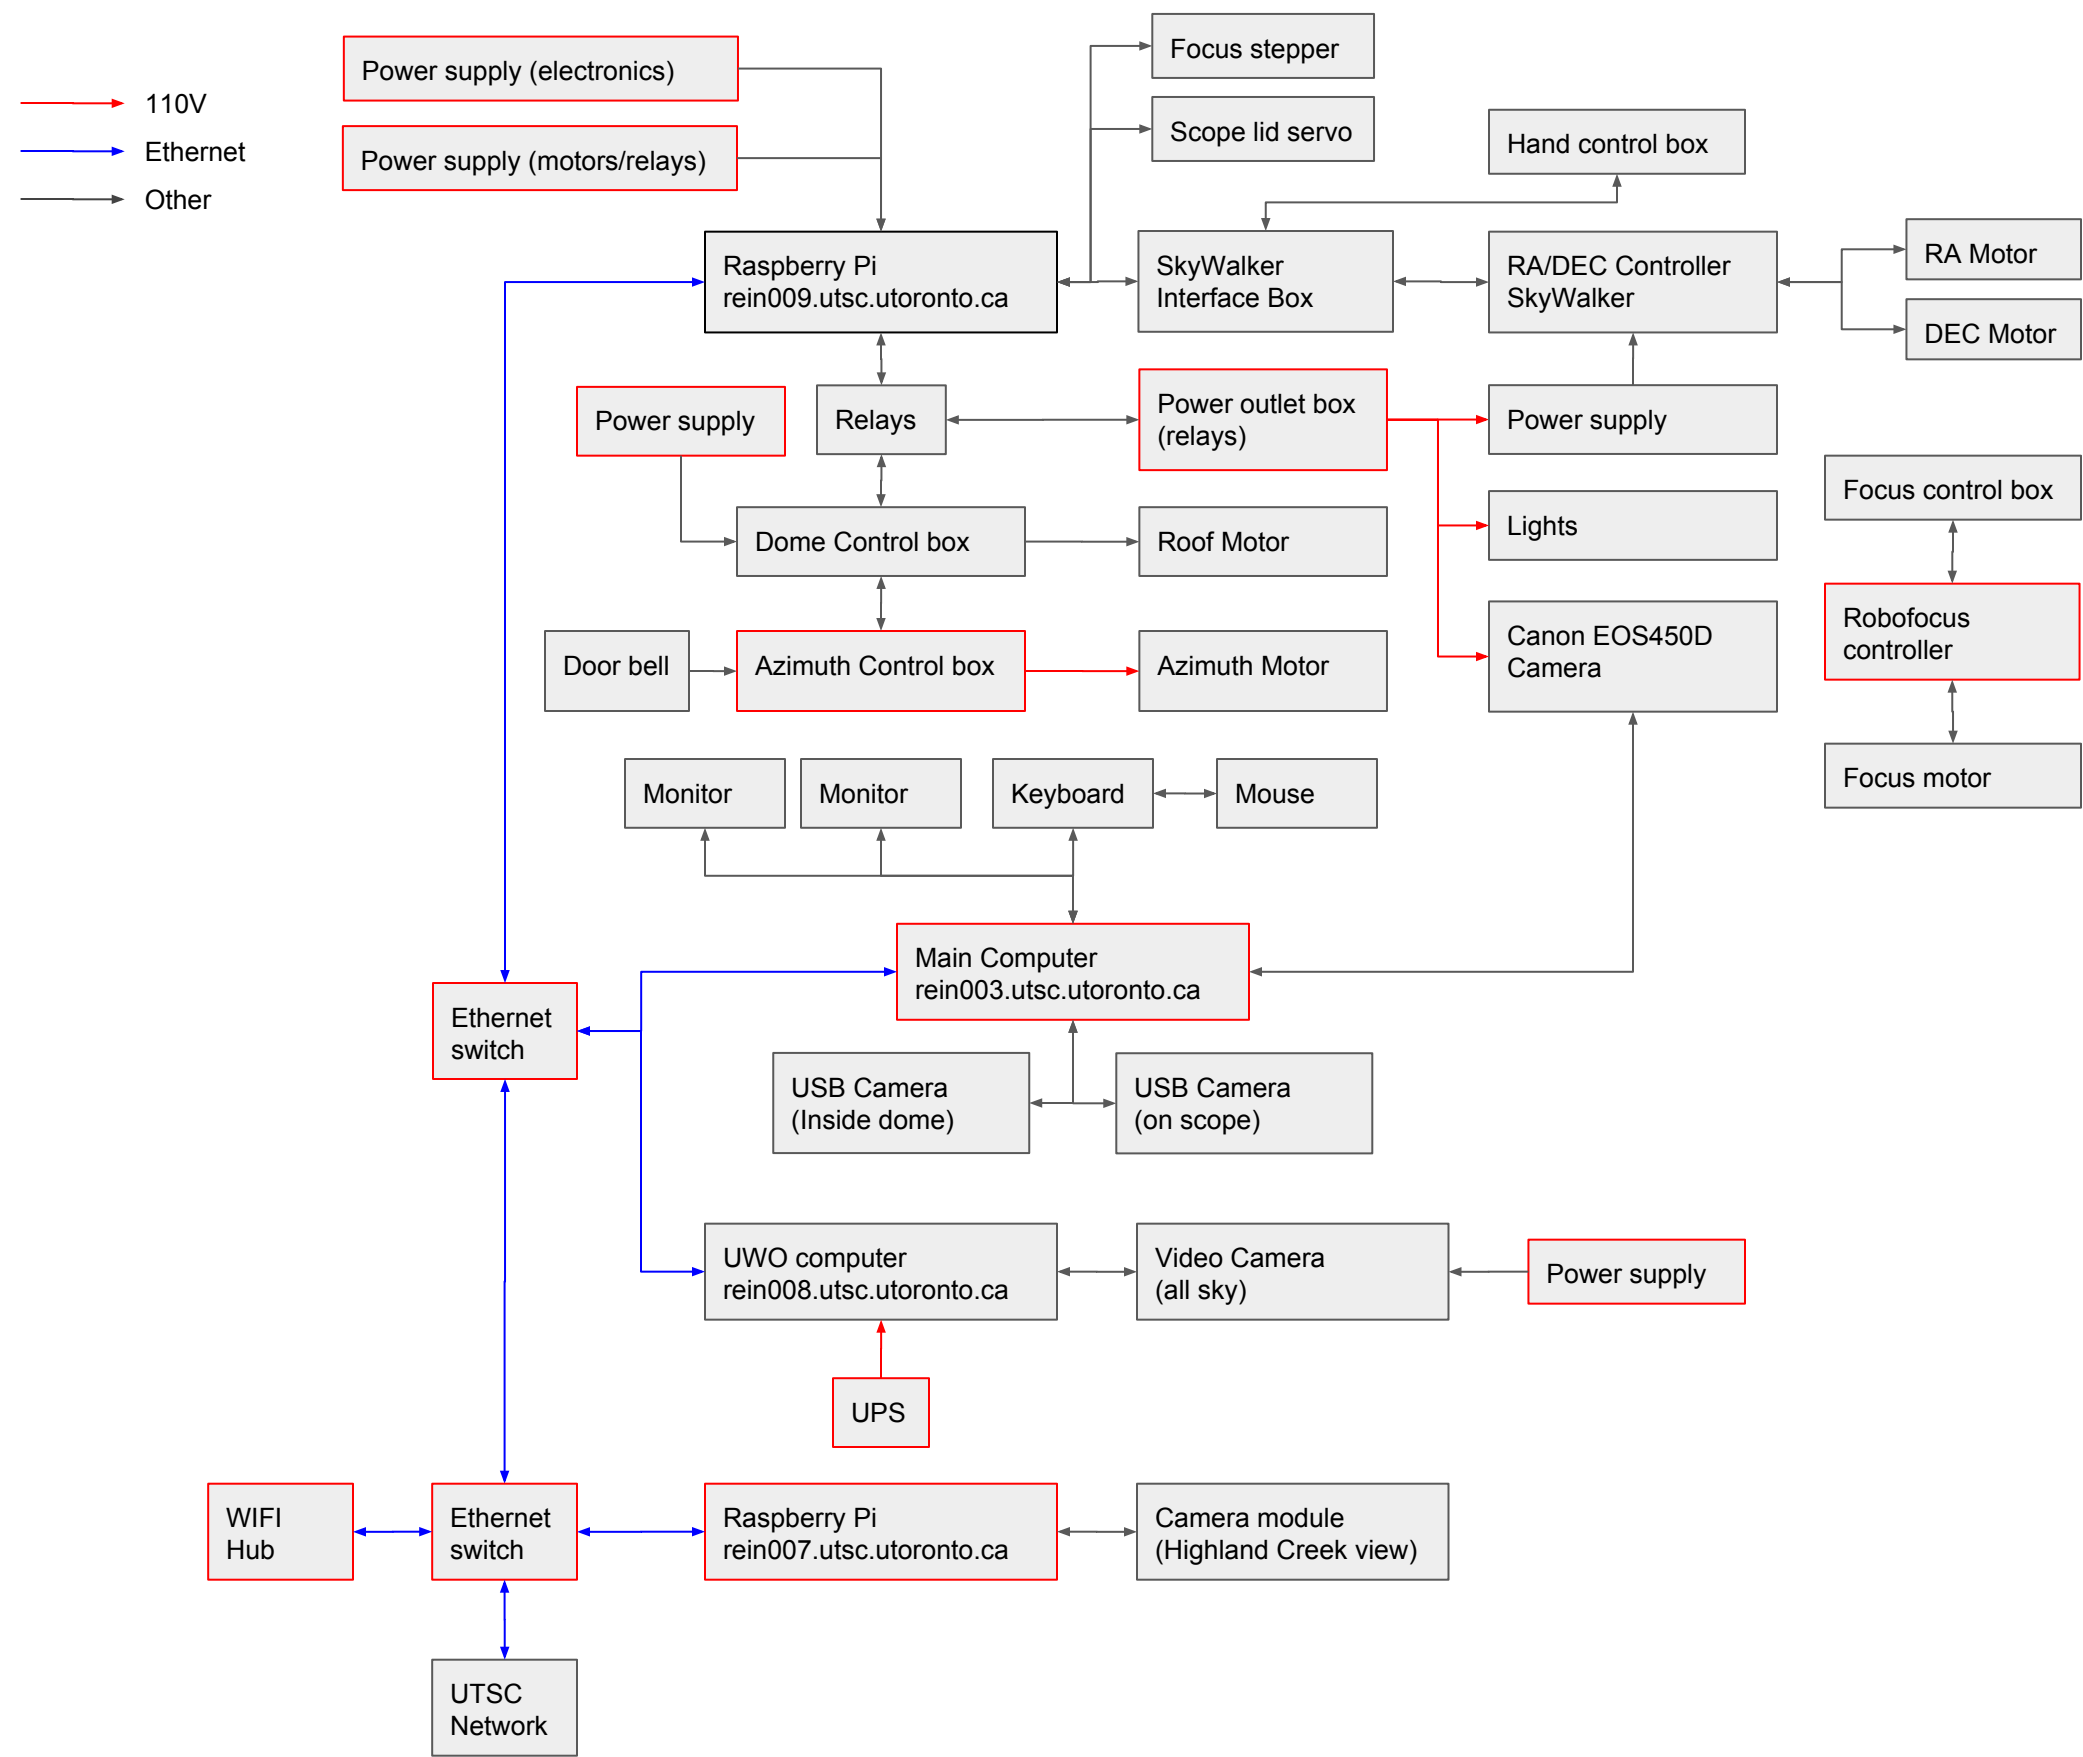 110V
Ethernet
Other
Power supply (electronics)
Power supply (motors/relays)
Focus stepper
Scope lid servo
Hand control box
Raspberry Pi
rein009.utsc.utoronto.ca
SkyWalker
Interface Box
RA/DEC Controller
SkyWalker
RA Motor
DEC Motor
Power supply
Relays
Power outlet box
(relays)
Power supply
Focus control box
Dome Control box
Roof Motor
Lights
Robofocus
controller
Door bell
Azimuth Control box
Azimuth Motor
Canon EOS450D
Camera
Focus motor
Monitor
Monitor
Keyboard
Mouse
Main Computer
rein003.utsc.utoronto.ca
Ethernet
switch
USB Camera
(Inside dome)
USB Camera
(on scope)
UWO computer
rein008.utsc.utoronto.ca
Video Camera
(all sky)
Power supply
UPS
WIFI
Hub
Ethernet
switch
Raspberry Pi
rein007.utsc.utoronto.ca
Camera module
(Highland Creek view)
UTSC
Network